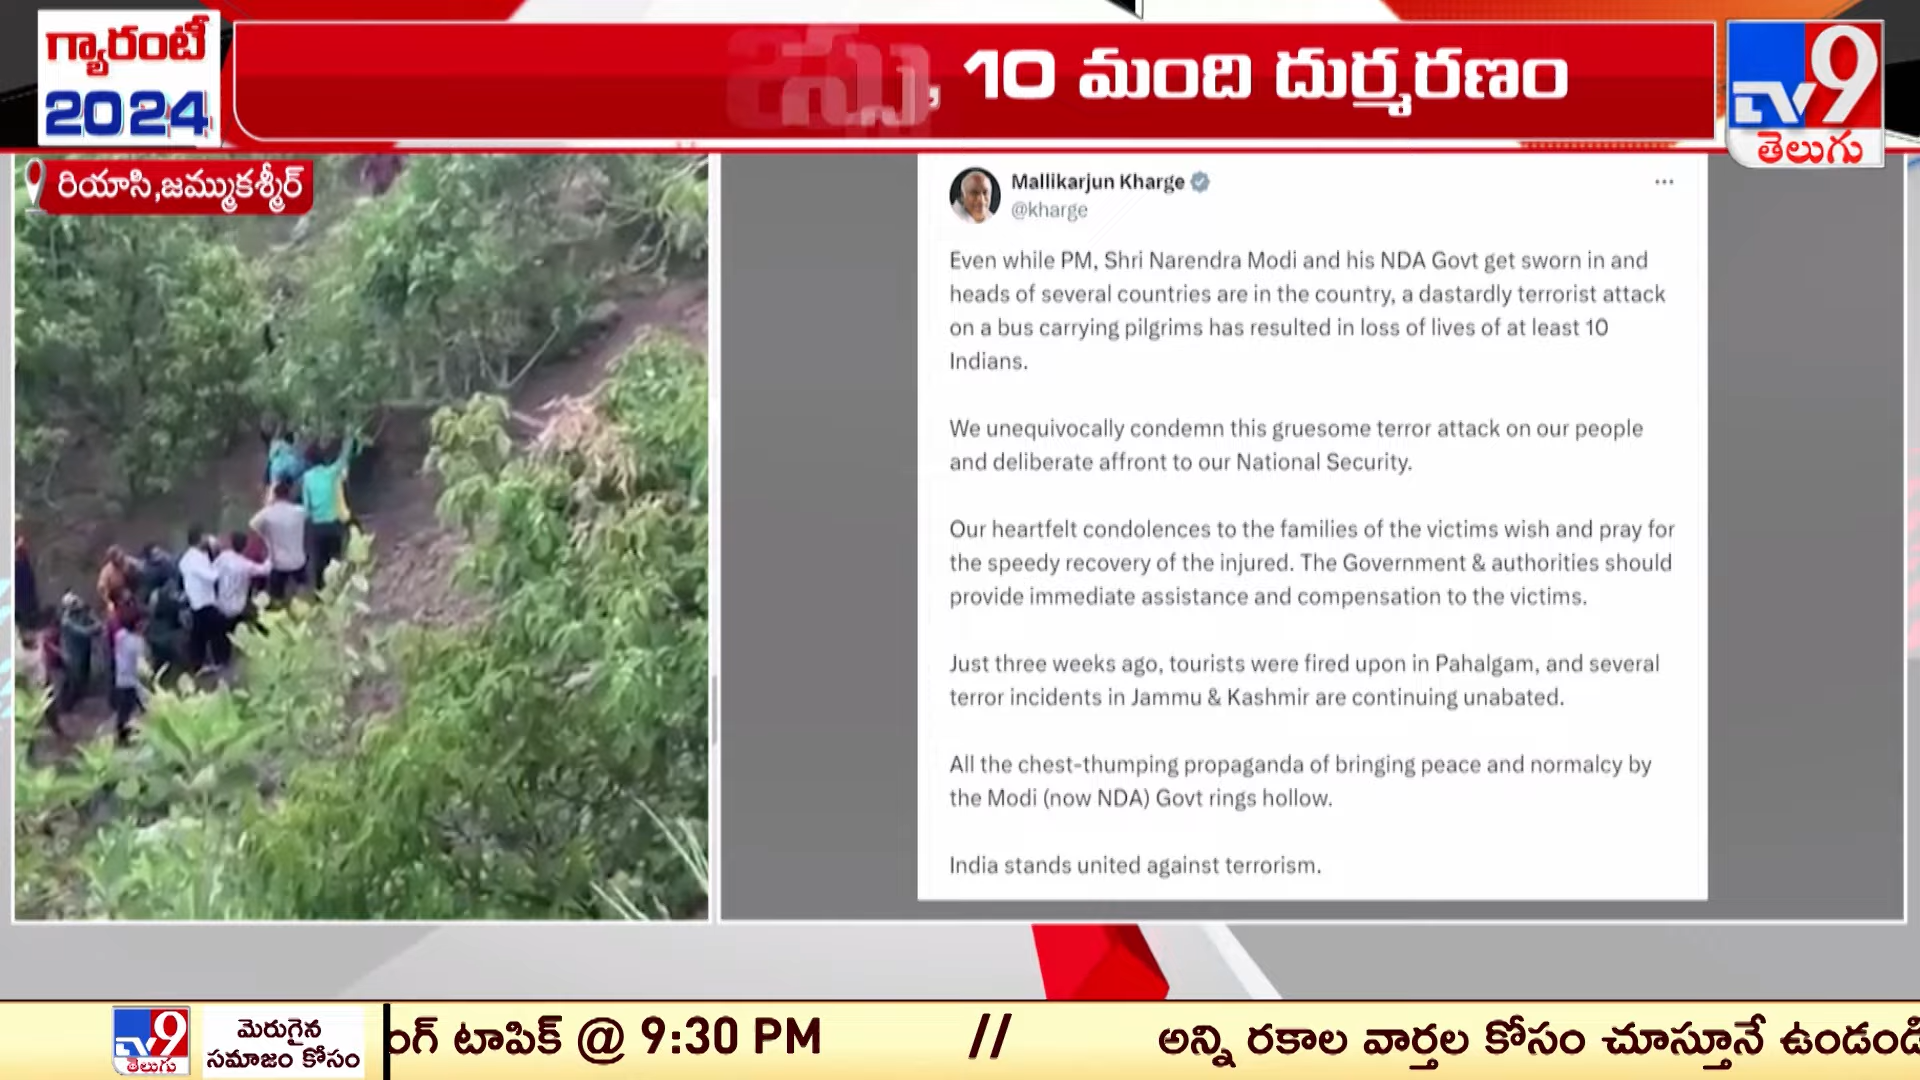 గ్యారంటీ
2024
10 మంది దుర్మరణం
TV9
తెలుగు
రియాసి,జమ్ముకశ్మీర్
Mallikarjun Kharge
@kharge
Even while PM, Shri Narendra Modi and his NDA Govt get sworn in and
heads of several countries are in the country, a dastardly terrorist attack
on a bus carrying pilgrims has resulted in loss of lives of at least 10
Indians.
We unequivocally condemn this gruesome terror attack on our people
and deliberate affront to our National Security.
Our heartfelt condolences to the families of the victims wish and pray for
the speedy recovery of the injured. The Government & authorities should
provide immediate assistance and compensation to the victims.
Just three weeks ago, tourists were fired upon in Pahalgam, and several
terror incidents in Jammu & Kashmir are continuing unabated.
All the chest-thumping propaganda of bringing peace and normalcy by
the Modi (now NDA) Govt rings hollow.
India stands united against terrorism.
TV9
తెలుగు
మెరుగైన
సమాజం కోసం
టాపిక్ @ 9:30 PM // అన్ని రకాల వార్తల కోసం చూస్తూనే ఉండండి